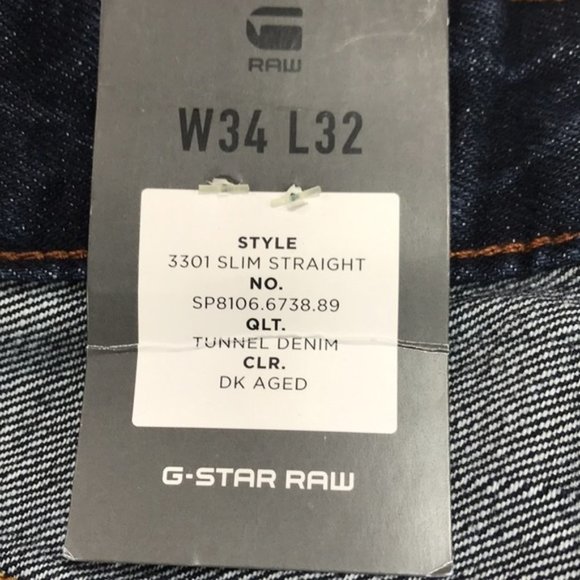 RAW
W34 L32
STYLE
3301 SLIM STRAIGHT
NO.
SP8106.6738.89
QLT.
TUNNEL DENIM
CLR.
DK AGED
G-STAR RAW